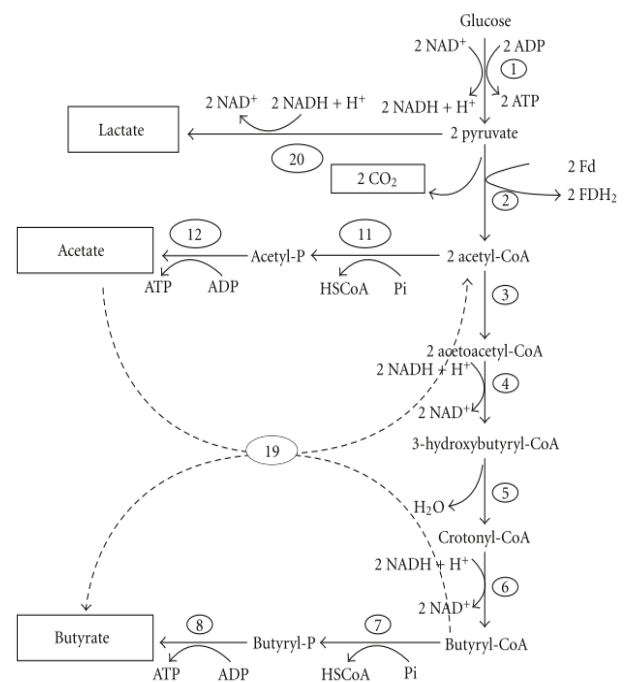 Glucose
2 NAD⁺ 2 ADP
1
2 NADH + H⁺ 2 ATP
2 NAD⁺ 2 NADH + H⁺
Lactate 2 pyruvate
20
2 CO₂ 2 Fd
2 2 FDH₂
12 11
Acetate Acetyl-P 2 acetyl-CoA
ATP ADP HSCoA Pi
3
2 acetoacetyl-CoA
2 NADH + H⁺
4
2 NAD⁺
3-hydroxybutyryl-CoA
19
5
H₂O
Crotonyl-CoA
2 NADH + H⁺
6
2 NAD⁺
8 7
Butyrate Butyryl-P Butyryl-CoA
ATP ADP HSCoA Pi